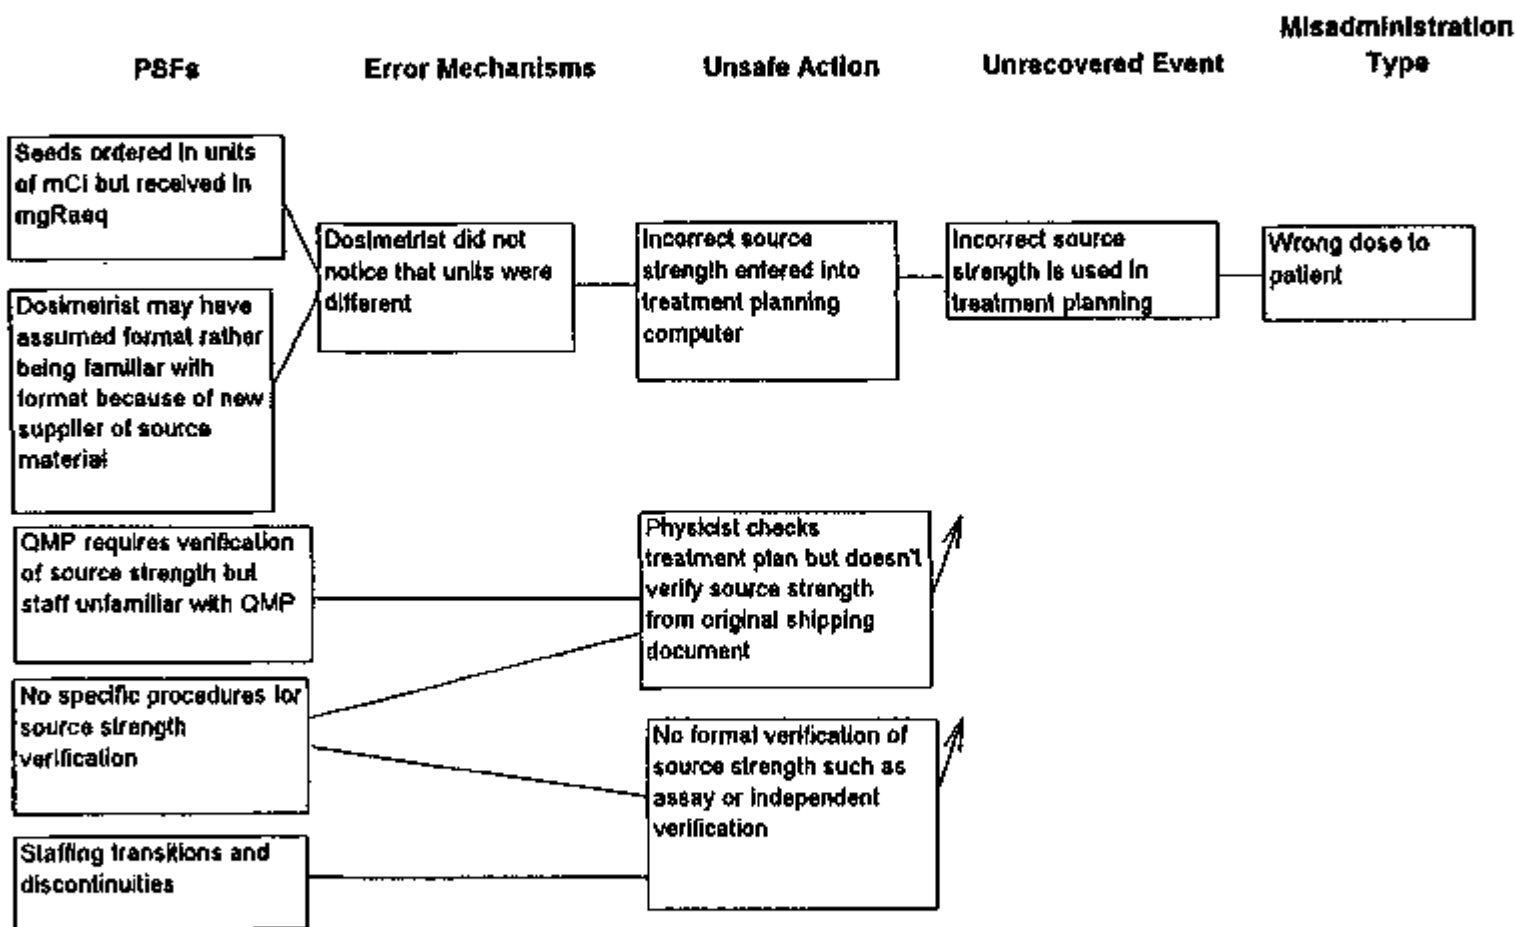 Misadministration
Type
PSFs
Error Mechanisms
Unsafe Action
Unrecovered Event
Seeds ordered in units
of mCi but received in
mgRaeq
Dosimetrist may have
assumed format rather
being familiar with
format because of new
supplier of source
material
Dosimetrist did not
notice that units were
different
Incorrect source
strength entered into
treatment planning
computer
Incorrect source
strength is used in
treatment planning
Wrong dose to
patient
QMP requires verification
of source strength but
staff unfamiliar with QMP
Physicist checks
treatment plan but doesn't
verify source strength
from original shipping
document
No specific procedures for
source strength
verification
No formal verification of
source strength such as
assay or independent
verification
Staffing transitions and
discontinuities